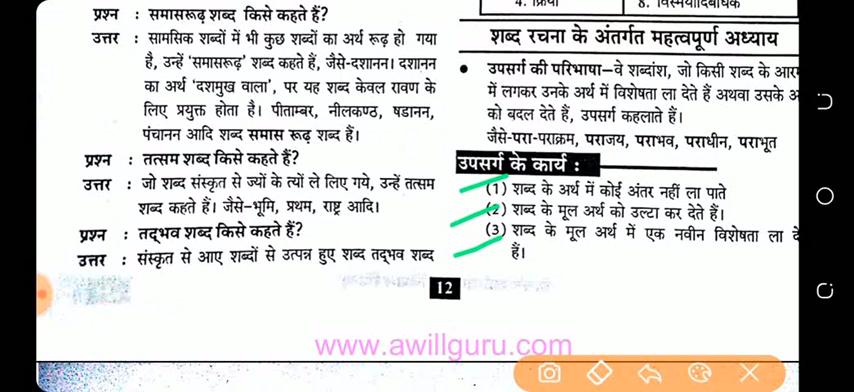 प्रश्न : समासरूढ़ शब्द किसे कहते हैं?
उत्तर : सामसिक शब्दों में भी कुछ शब्दों का अर्थ रूढ़ हो गया
है, उन्हें 'समासरूढ़' शब्द कहते हैं, जैसे-दशानन। दशानन
का अर्थ 'दशमुख वाला', पर यह शब्द केवल रावण के
लिए प्रयुक्त होता है। पीताम्बर, नीलकण्ठ, षडानन,
पंचानन आदि शब्द समास रूढ़ शब्द हैं।
प्रश्न : तत्सम शब्द किसे कहते हैं?
उत्तर : जो शब्द संस्कृत से ज्यों के त्यों ले लिए गये, उन्हें तत्सम
शब्द कहते हैं। जैसे-भूमि, प्रथम, राष्ट्र आदि।
प्रश्न : तद्भव शब्द किसे कहते हैं?
उत्तर : संस्कृत से आए शब्दों से उत्पन्न हुए शब्द तद्भव शब्द
4. क्रिया 8. विस्मयादिबोधक
शब्द रचना के अंतर्गत महत्वपूर्ण अध्याय
• उपसर्ग की परिभाषा–वे शब्दांश, जो किसी शब्द के आर
में लगकर उनके अर्थ में विशेषता ला देते हैं अथवा उसके अ
को बदल देते हैं, उपसर्ग कहलाते हैं।
जैसे-परा-पराक्रम, पराजय, पराभव, पराधीन, पराभूत
उपसर्ग के कार्य :
(1) शब्द के अर्थ में कोई अंतर नहीं ला पाते
(2) शब्द के मूल अर्थ को उल्टा कर देते हैं।
(3) शब्द के मूल अर्थ में एक नवीन विशेषता ला दे
हैं।
12
www.awillguru.com